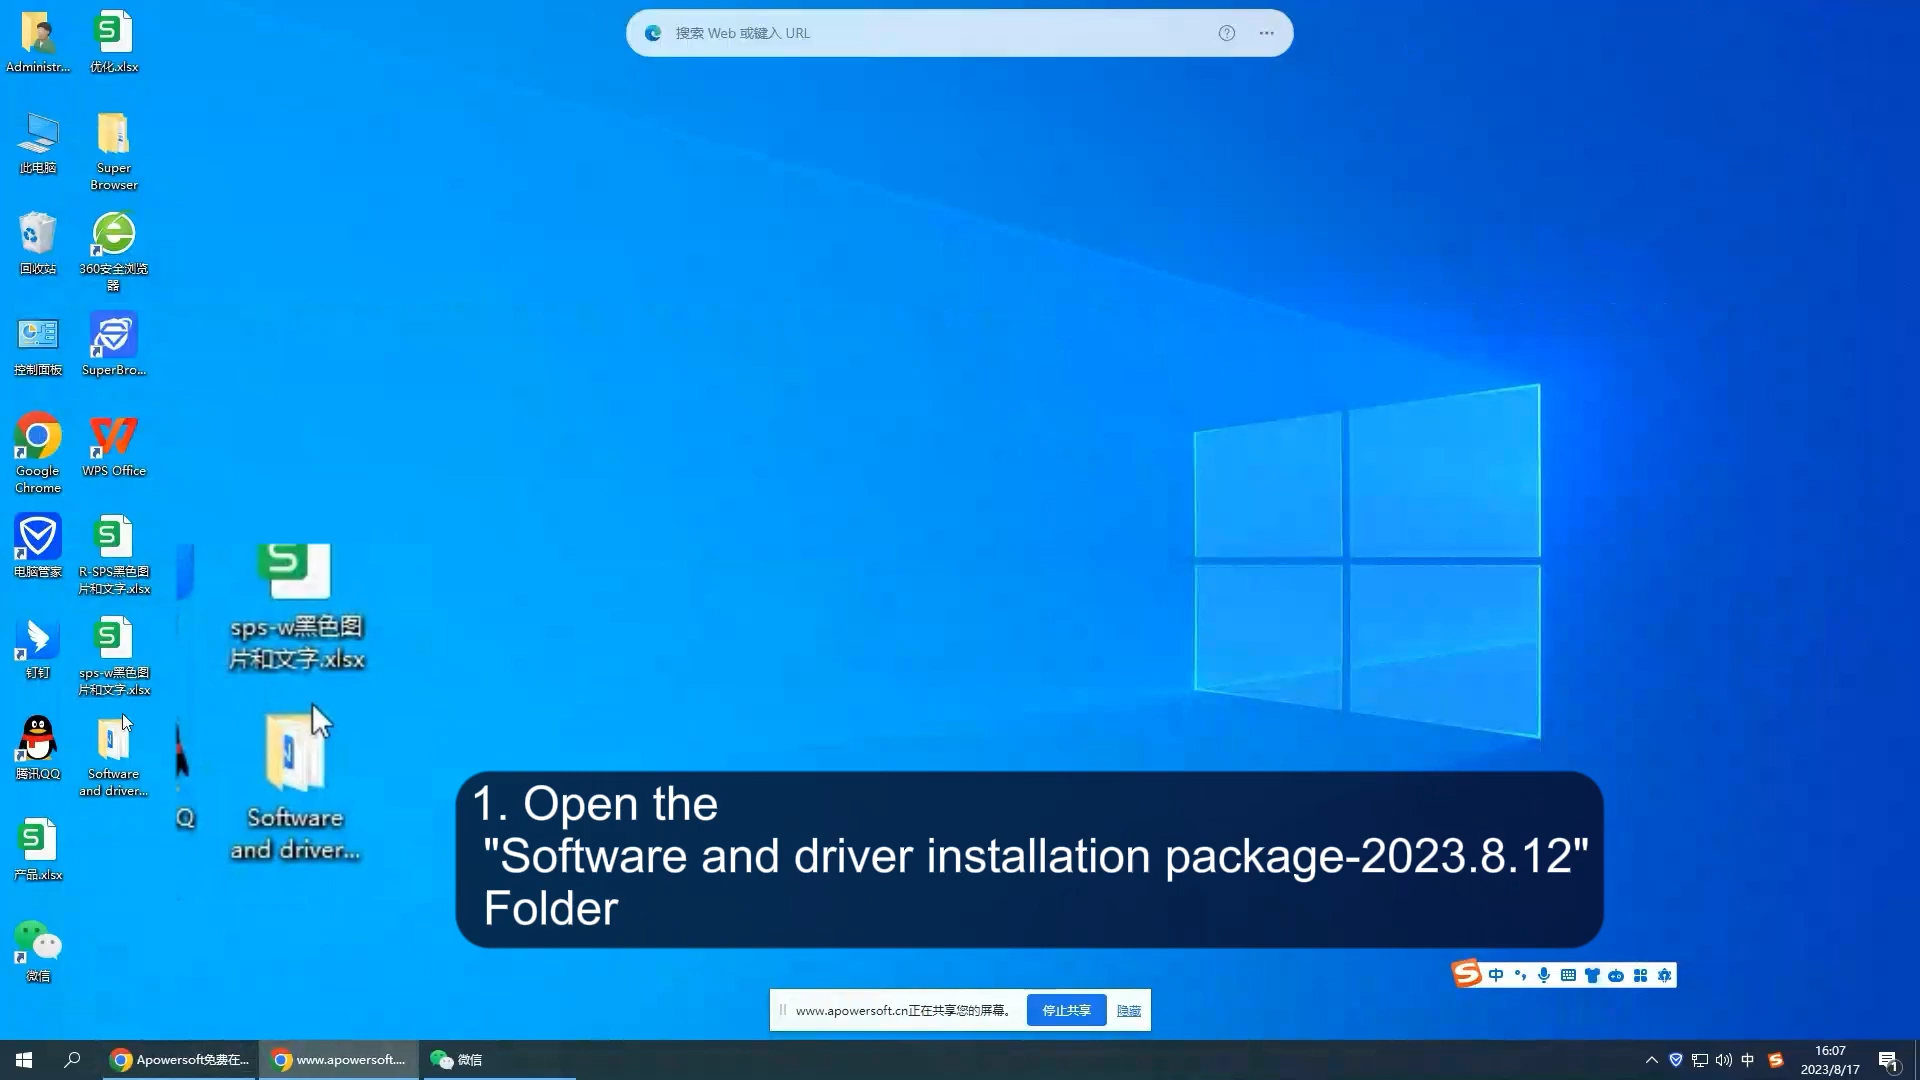 搜索 Web 或键入 URL
Administr...
优化.xlsx
此电脑
Super
Browser
回收站
360安全浏览
器
控制面板
SuperBro...
Google
Chrome
WPS Office
电脑管家
R-SPS黑色图
片和文字.xlsx
钉钉
sps-w黑色图
片和文字.xlsx
腾讯QQ
Software
and driver...
产品.xlsx
微信
sps-w黑色图
片和文字.xlsx
Q
Software
and driver...
1. Open the
"Software and driver installation package-2023.8.12"
Folder
中
www.apowersoft.cn正在共享您的屏幕。
停止共享
隐藏
Apowersoft免费在...
www.apowersoft....
微信
中
16:07
2023/8/17
1